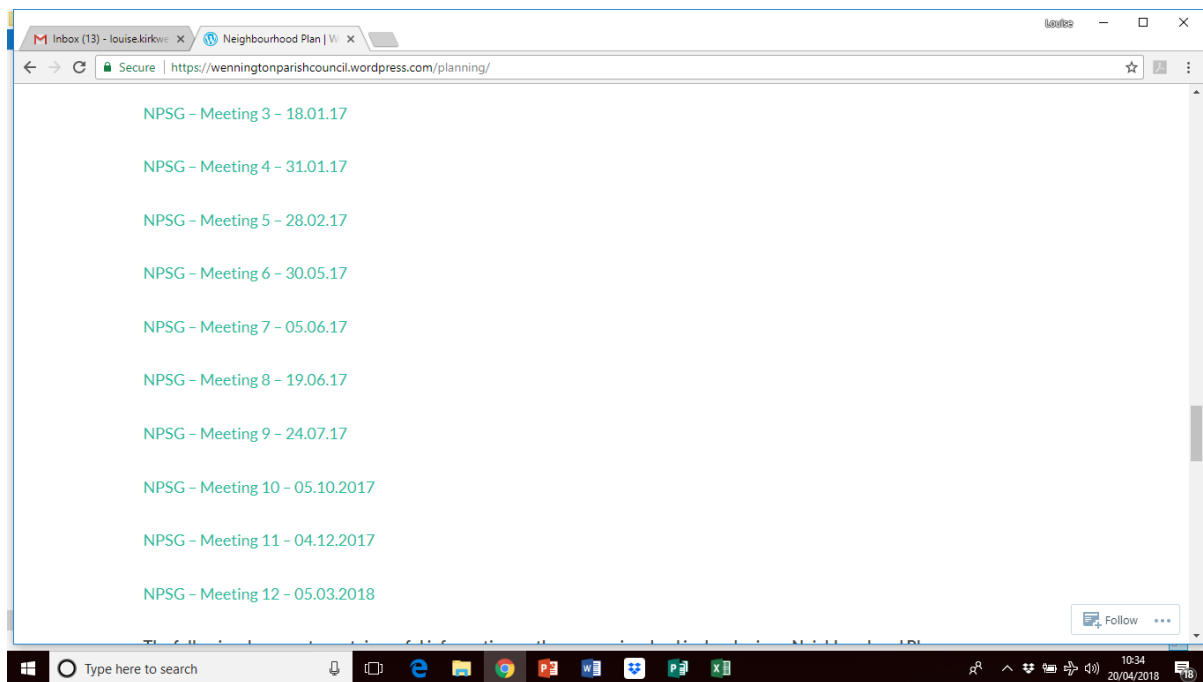 Louise
Inbox (13) - louise.kirkwe
Neighbourhood Plan | W
Secure | https://wenningtonparishcouncil.wordpress.com/planning/
NPSG – Meeting 3 – 18.01.17
NPSG – Meeting 4 – 31.01.17
NPSG – Meeting 5 – 28.02.17
NPSG – Meeting 6 – 30.05.17
NPSG – Meeting 7 – 05.06.17
NPSG – Meeting 8 – 19.06.17
NPSG – Meeting 9 – 24.07.17
NPSG – Meeting 10 – 05.10.2017
NPSG – Meeting 11 – 04.12.2017
NPSG – Meeting 12 – 05.03.2018
Follow
Type here to search
10:34
20/04/2018
18